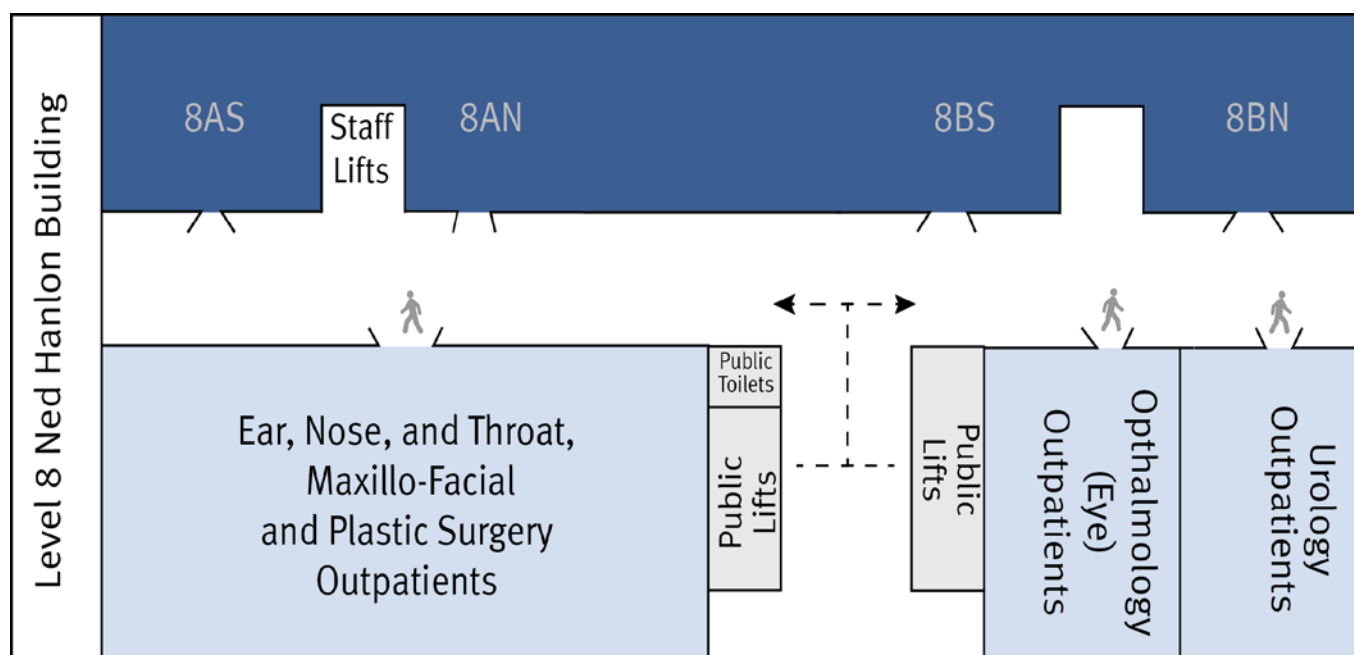 Level 8 Ned Hanlon Building
8AS
Staff
Lifts
8AN
8BS
8BN
Ear, Nose, and Throat,
Maxillo-Facial
and Plastic Surgery
Outpatients
Public
Toilets
Public
Lifts
Public
Lifts
Opthalmology
(Eye)
Outpatients
Urology
Outpatients